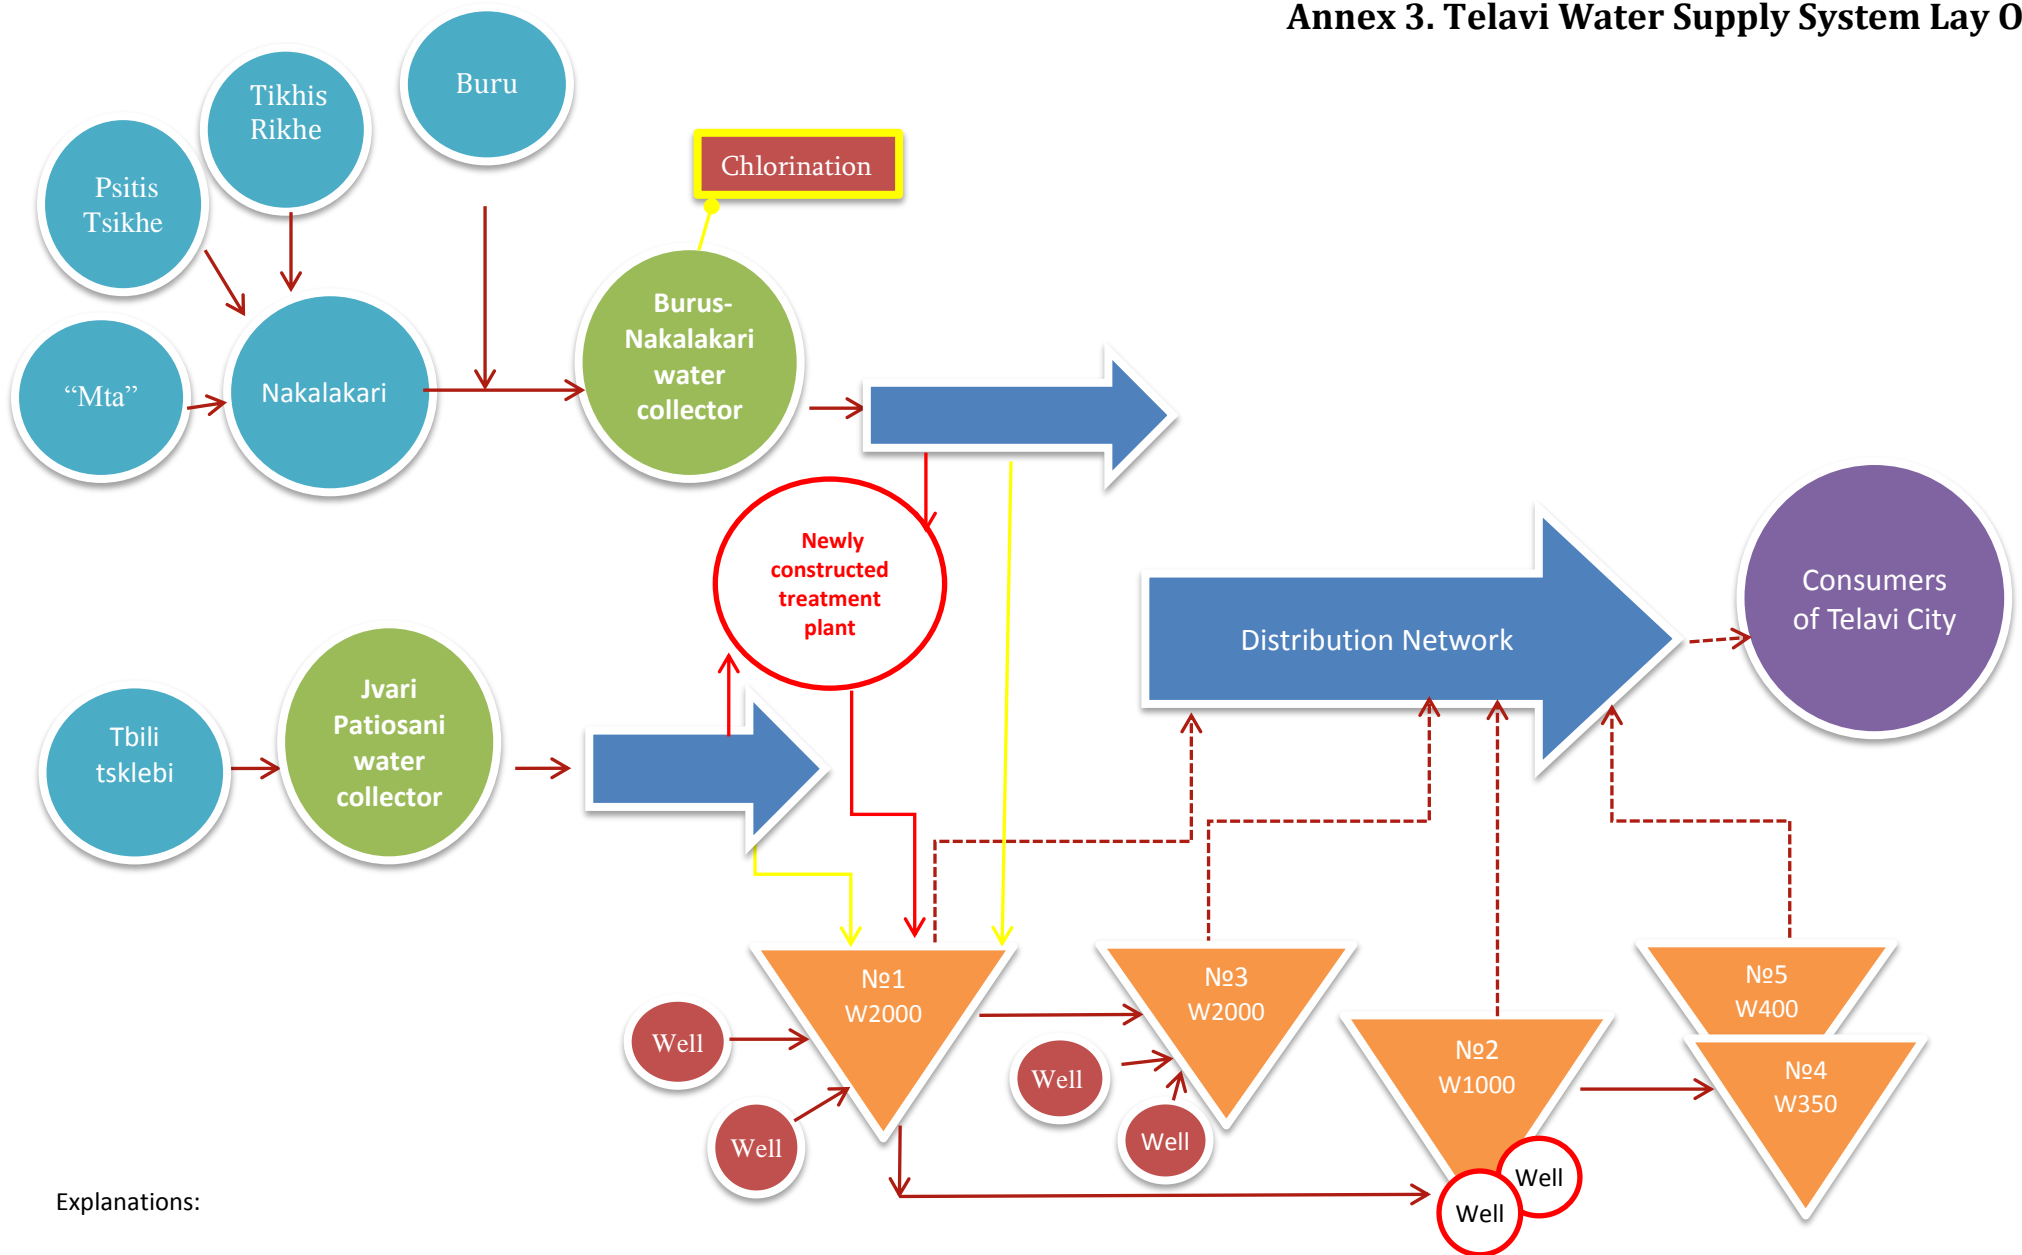 Annex 3. Telavi Water Supply System Lay O
Buru
Tikhis
Rikhe
Psitis
Tsikhe
Chlorination
"Mta"
Nakalakari
Burus-
Nakalakari
water
collector
Newly
constructed
treatment
plant
Consumers
of Telavi City
Distribution Network
Tbili
tsklebi
Jvari
Patiosani
water
collector
№1
W2000
№3
W2000
№2
W1000
№5
W400
№4
W350
Well
Well
Well
Well
Well
Well
Explanations: